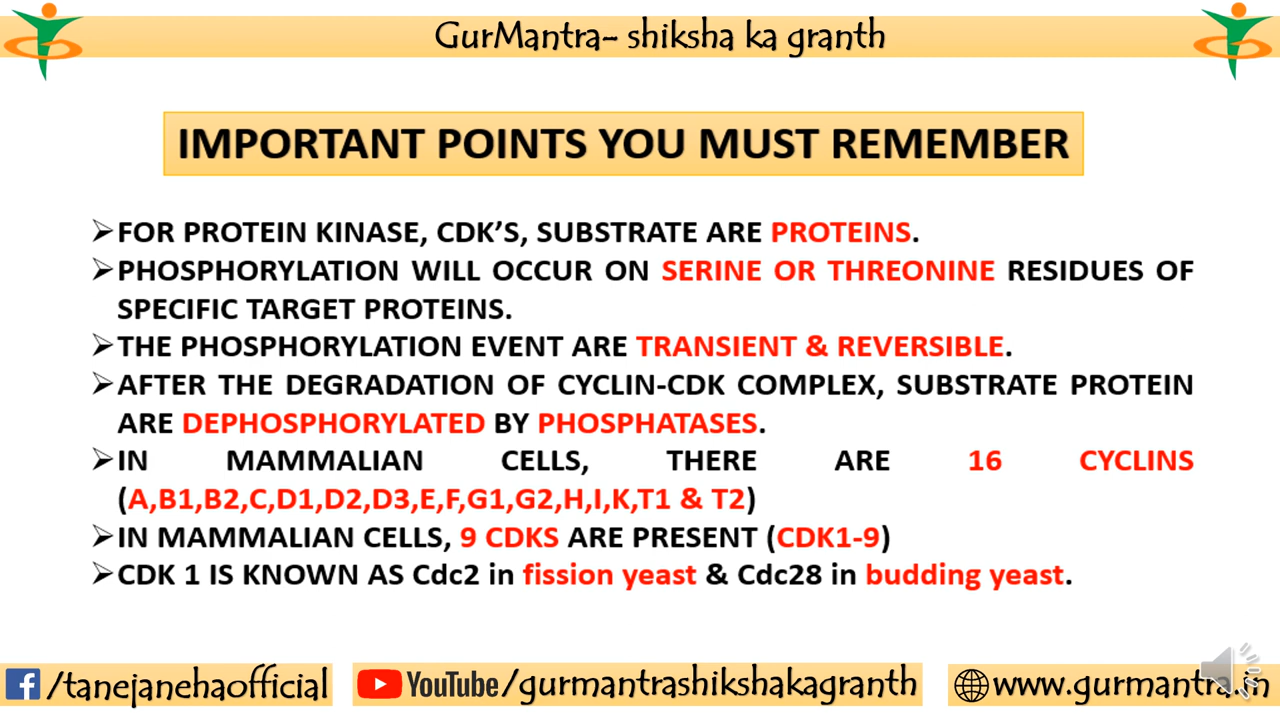 GurMantra- shiksha ka granth
IMPORTANT POINTS YOU MUST REMEMBER
➢FOR PROTEIN KINASE, CDK'S, SUBSTRATE ARE PROTEINS.
➢PHOSPHORYLATION WILL OCCUR ON SERINE OR THREONINE RESIDUES OF
SPECIFIC TARGET PROTEINS.
➢THE PHOSPHORYLATION EVENT ARE TRANSIENT & REVERSIBLE.
➢AFTER THE DEGRADATION OF CYCLIN-CDK COMPLEX, SUBSTRATE PROTEIN
ARE DEPHOSPHORYLATED BY PHOSPHATASES.
➢IN MAMMALIAN CELLS, THERE ARE 16 CYCLINS
(A,B1,B2,C,D1,D2,D3,E,F,G1,G2,H,I,K,T1 & T2)
➢IN MAMMALIAN CELLS, 9 CDKS ARE PRESENT (CDK1-9)
➢CDK 1 IS KNOWN AS Cdc2 in fission yeast & Cdc28 in budding yeast.
/tanejanehaofficial YouTube/gurmantrashikshakagranth www.gurmantra.in